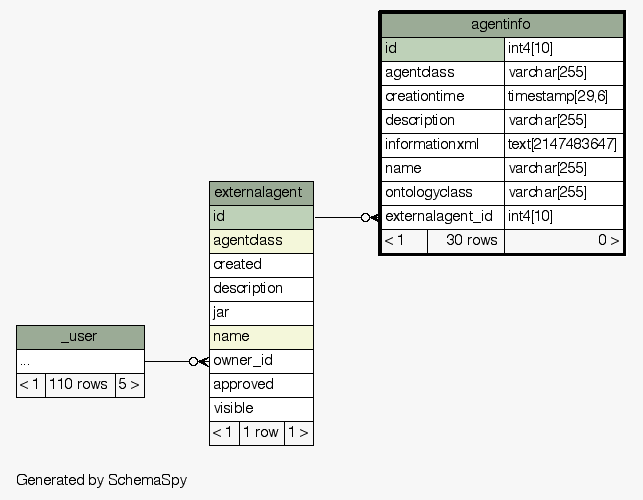 agentinfo
id int4[10]
agentclass varchar[255]
creationtime timestamp[29,6]
description varchar[255]
informationxml text[2147483647]
name varchar[255]
ontologyclass varchar[255]
externalagent_id int4[10]
< 1 30 rows 0 >
externalagent
id
agentclass
created
description
jar
name
owner_id
approved
visible
< 1 1 row 1 >
_user
...
< 1 110 rows 5 >
Generated by SchemaSpy